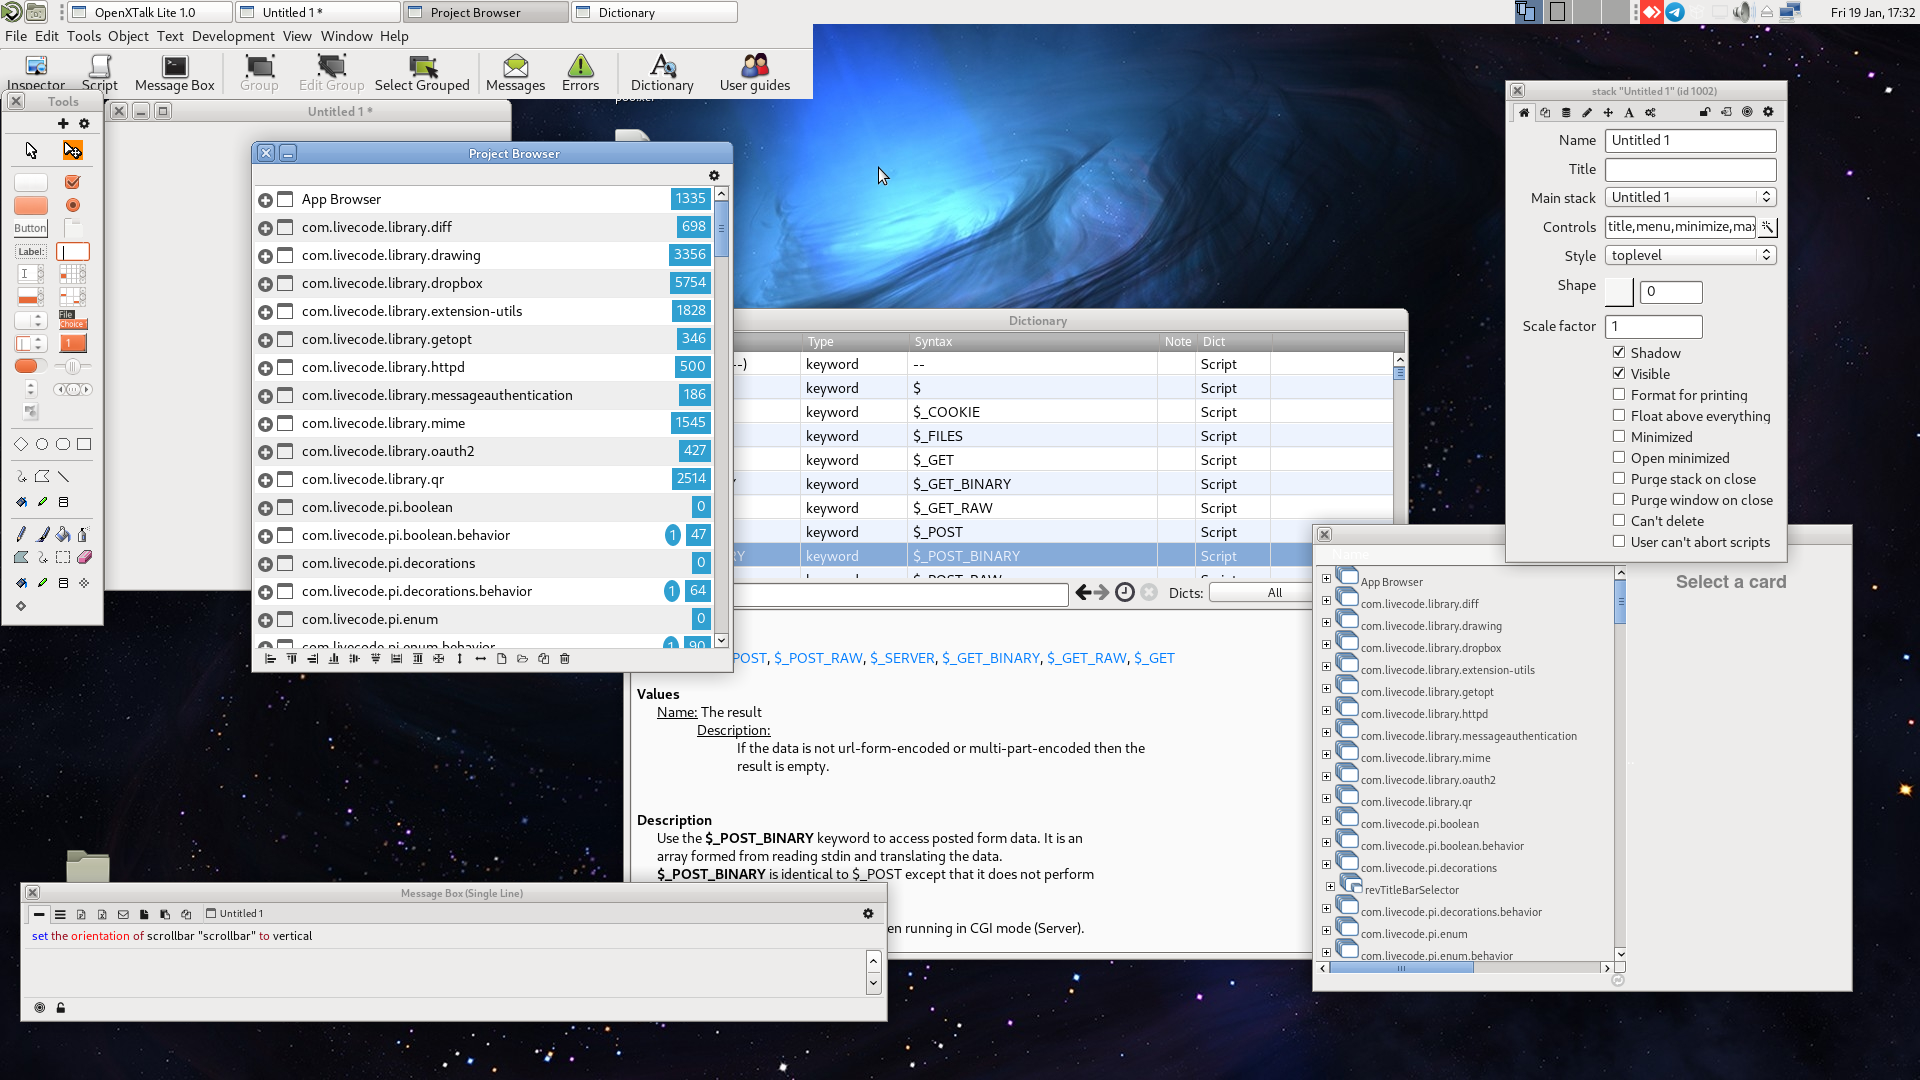 OpenXTalk Lite 1.0
Untitled 1 *
Project Browser
Dictionary
Fri 19 Jan, 17:32
File Edit Tools Object Text Development View Window Help
Inspector Script Message Box Group Edit Group Select Grouped Messages Errors Dictionary User guides
Tools
Button
Label:
File
Choice
1
Untitled 1 *
Project Browser
App Browser 1335
com.livecode.library.diff 698
com.livecode.library.drawing 3356
com.livecode.library.dropbox 5754
com.livecode.library.extension-utils 1828
com.livecode.library.getopt 346
com.livecode.library.httpd 500
com.livecode.library.messageauthentication 186
com.livecode.library.mime 1545
com.livecode.library.oauth2 427
com.livecode.library.qr 2514
com.livecode.pi.boolean 0
com.livecode.pi.boolean.behavior 1 47
com.livecode.pi.decorations 0
com.livecode.pi.decorations.behavior 1 64
com.livecode.pi.enum 0
com.livecode.pi.enum.behavior 1 90
Dictionary
Type Syntax Note Dict
--) keyword -- Script
keyword $ Script
keyword $_COOKIE Script
keyword $_FILES Script
keyword $_GET Script
keyword $_GET_BINARY Script
keyword $_GET_RAW Script
keyword $_POST Script
keyword $_POST_BINARY Script
keyword $_POST_RAW Script
Dicts: All
POST, $_POST_RAW, $_SERVER, $_GET_BINARY, $_GET_RAW, $_GET
Values
Name: The result
Description:
If the data is not url-form-encoded or multi-part-encoded then the
result is empty.
Description
Use the $_POST_BINARY keyword to access posted form data. It is an
array formed from reading stdin and translating the data.
$_POST_BINARY is identical to $_POST except that it does not perform
en running in CGI mode (Server).
Message Box (Single Line)
Untitled 1
set the orientation of scrollbar "scrollbar" to vertical
stack "Untitled 1" (id 1002)
Name Untitled 1
Title
Main stack Untitled 1
Controls title,menu,minimize,max
Style toplevel
Shape 0
Scale factor 1
Shadow
Visible
Format for printing
Float above everything
Minimized
Open minimized
Purge stack on close
Purge window on close
Can't delete
User can't abort scripts
Name
Select a card
App Browser
com.livecode.library.diff
com.livecode.library.drawing
com.livecode.library.dropbox
com.livecode.library.extension-utils
com.livecode.library.getopt
com.livecode.library.httpd
com.livecode.library.messageauthentication
com.livecode.library.mime
com.livecode.library.oauth2
com.livecode.library.qr
com.livecode.pi.boolean
com.livecode.pi.boolean.behavior
com.livecode.pi.decorations
revTitleBarSelector
com.livecode.pi.decorations.behavior
com.livecode.pi.enum
com.livecode.pi.enum.behavior